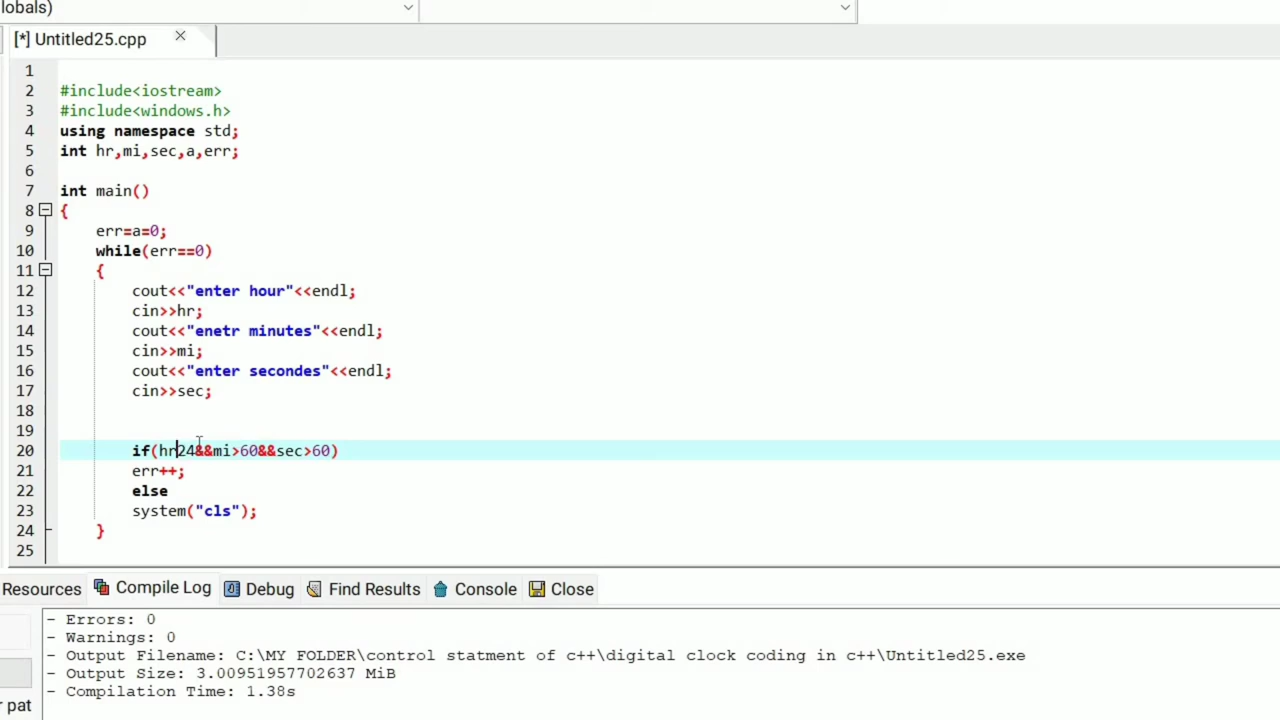 lobals)
[*] Untitled25.cpp
1
2 #include<iostream>
3 #include<windows.h>
4 using namespace std;
5 int hr,mi,sec,a,err;
6
7 int main()
8 {
9 err=a=0;
10 while(err==0)
11 {
12 cout<<"enter hour"<<endl;
13 cin>>hr;
14 cout<<"enetr minutes"<<endl;
15 cin>>mi;
16 cout<<"enter secondes"<<endl;
17 cin>>sec;
18
19
20 if(hr24&&mi>60&&sec>60)
21 err++;
22 else
23 system("cls");
24 }
25
Resources Compile Log Debug Find Results Console Close
- Errors: 0
- Warnings: 0
- Output Filename: C:\MY FOLDER\control statment of c++\digital clock coding in c++\Untitled25.exe
- Output Size: 3.00951957702637 MiB
- Compilation Time: 1.38s
r pat